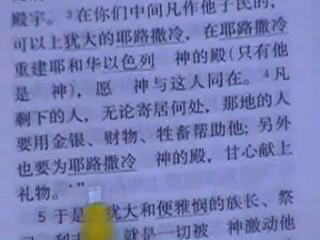 殿宇。³在你们中间凡作他子民的,
可以上犹大的耶路撒冷,在耶路撒冷
重建耶和华以色列 神的殿(只有他
是 神),愿 神与这人同在。⁴凡
剩下的人,无论寄居何处,那地的人
要用金银、财物、牲畜帮助他;另外
也要为耶路撒冷 神的殿,甘心献上
礼物。’”
5 于是 犹大和便雅悯的族长、祭
就是一切被 神激动他